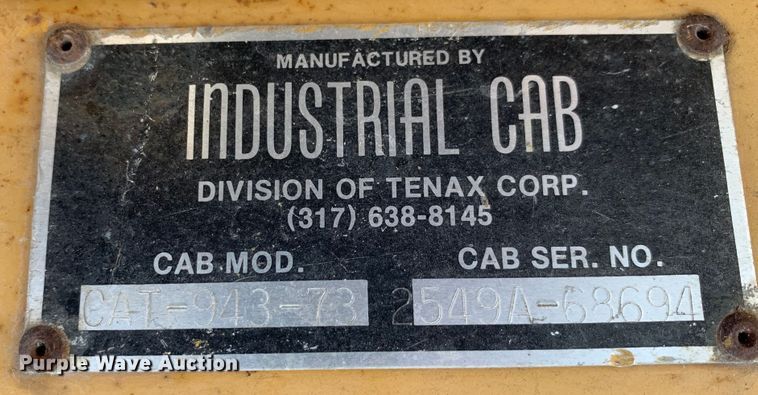 MANUFACTURED BY
INDUSTRIAL CAB
DIVISION OF TENAX CORP.
(317) 638-8145
CAB MOD. CAB SER. NO.
CAT-943-73 2549A-68694
Purple Wave Auction